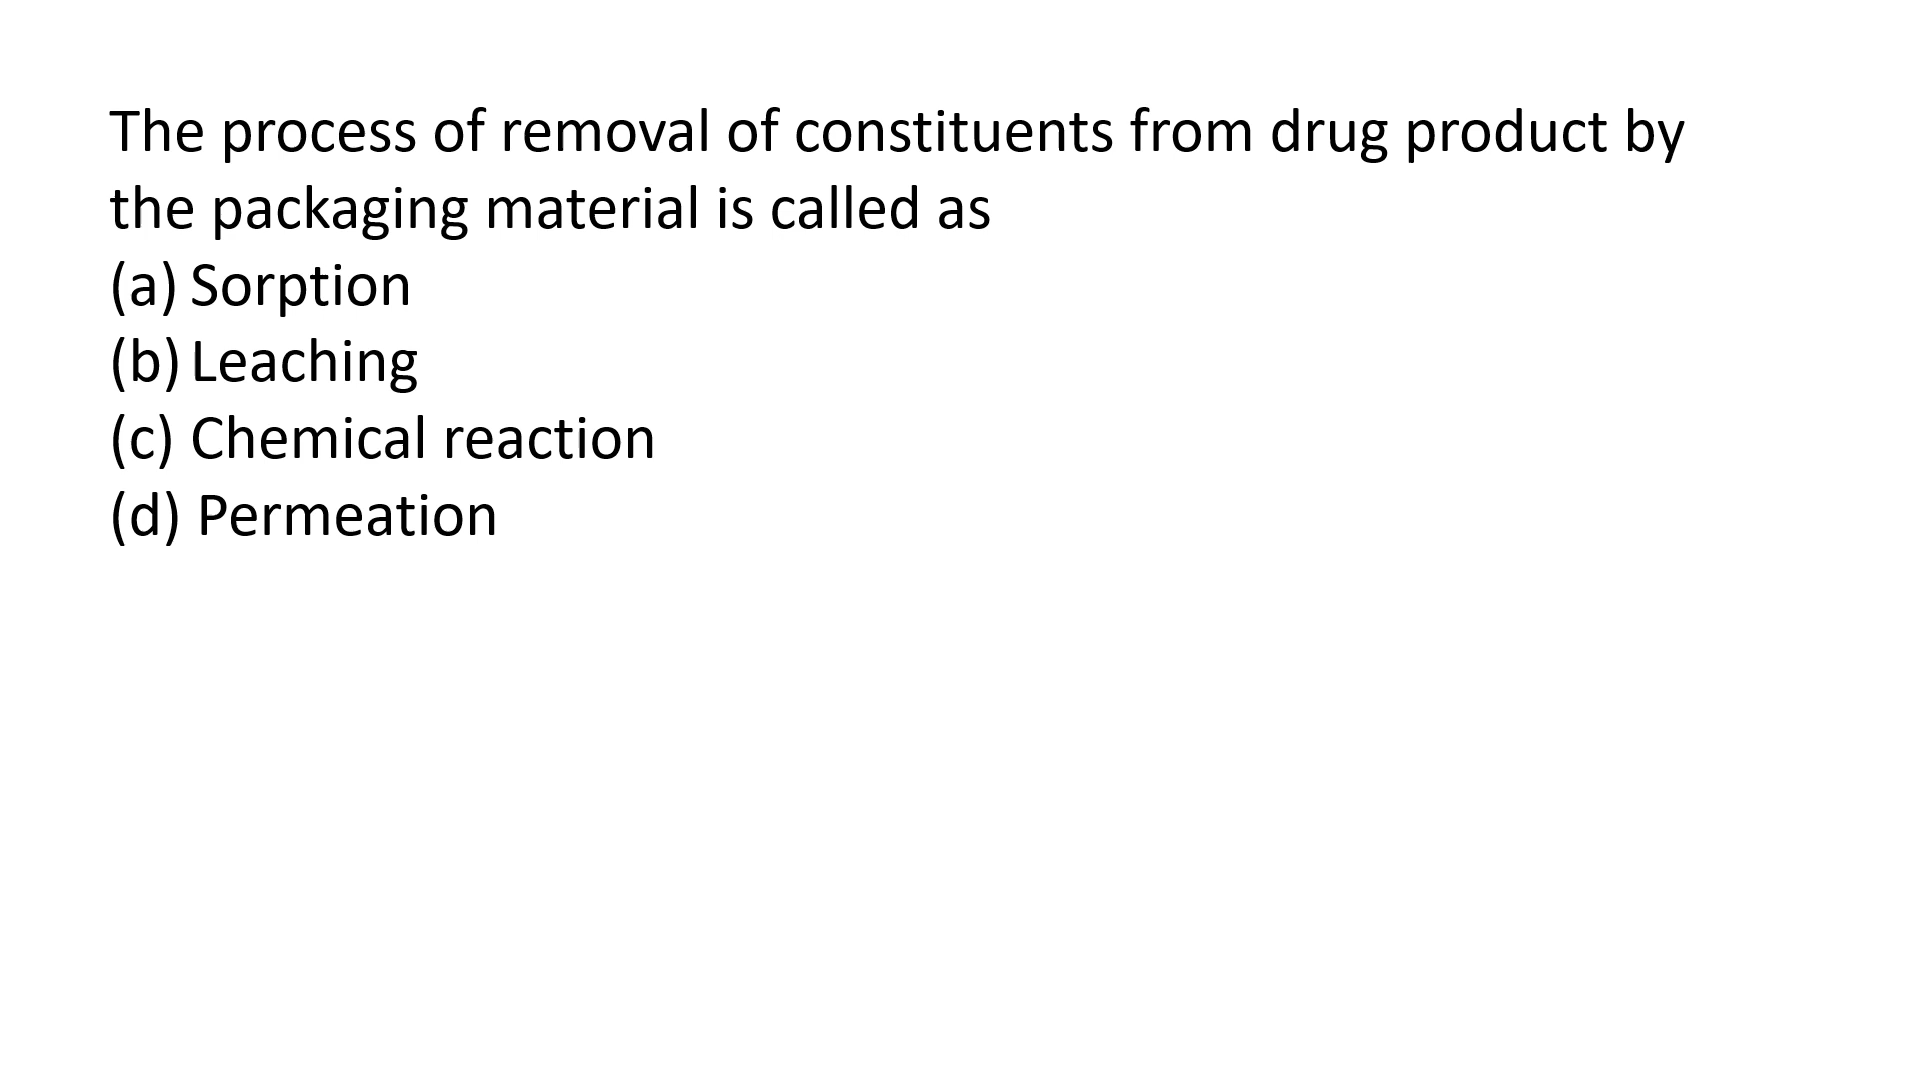 The process of removal of constituents from drug product by
the packaging material is called as
(a) Sorption
(b) Leaching
(c) Chemical reaction
(d) Permeation